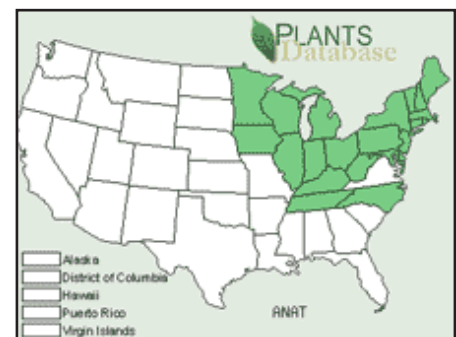 PLANTS
Database
Alaska
District of Columbia
Hawaii
Puerto Rico
Virgin Islands
ANAT